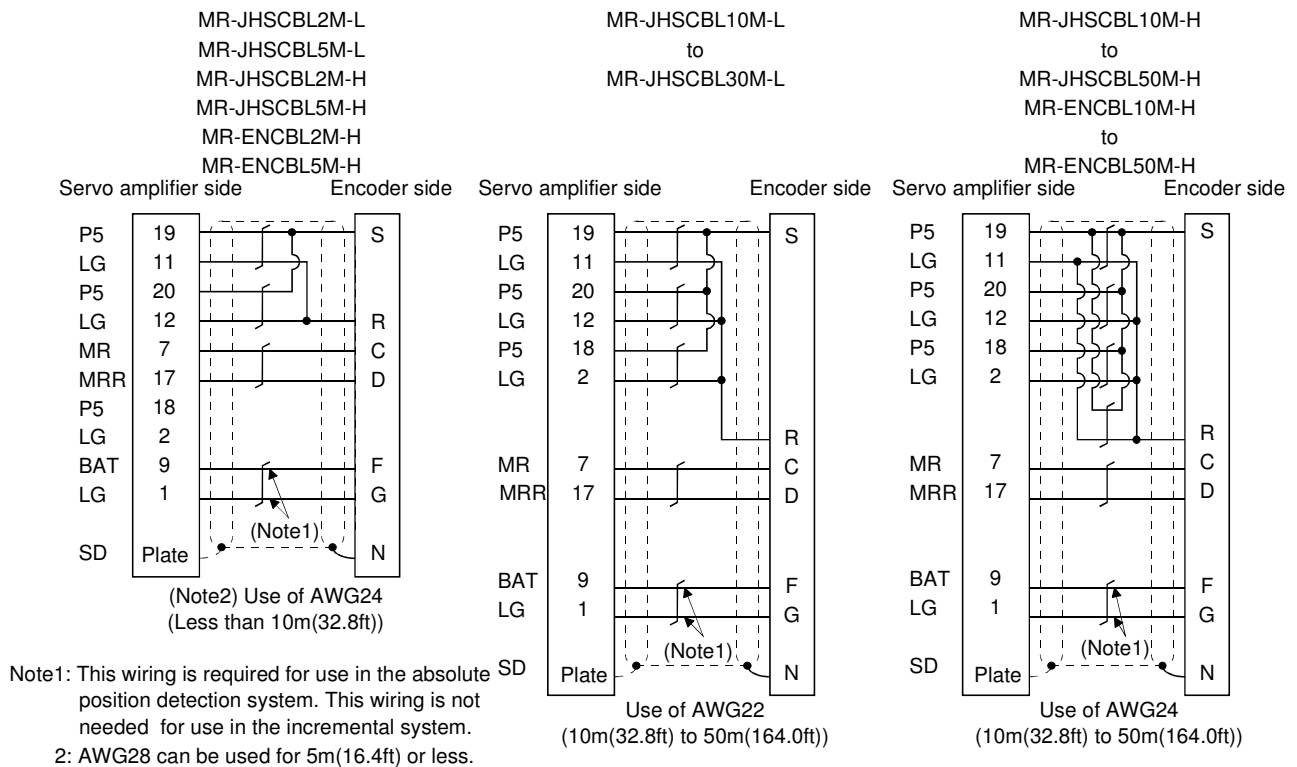 MR-JHSCBL2M-L
MR-JHSCBL5M-L
MR-JHSCBL2M-H
MR-JHSCBL5M-H
MR-ENCBL2M-H
MR-ENCBL5M-H
Servo amplifier side Encoder side
P5 19 S
LG 11
P5 20
LG 12 R
MR 7 C
MRR 17 D
P5 18
LG 2
BAT 9 F
LG 1 G
(Note1)
SD Plate N
(Note2) Use of AWG24
(Less than 10m(32.8ft))
MR-JHSCBL10M-L
to
MR-JHSCBL30M-L
Servo amplifier side Encoder side
P5 19 S
LG 11
P5 20
LG 12
P5 18
LG 2
R
MR 7 C
MRR 17 D
BAT 9 F
LG 1 G
(Note1)
SD Plate N
Use of AWG22
(10m(32.8ft) to 50m(164.0ft))
MR-JHSCBL10M-H
to
MR-JHSCBL50M-H
MR-ENCBL10M-H
to
MR-ENCBL50M-H
Servo amplifier side Encoder side
P5 19 S
LG 11
P5 20
LG 12
P5 18
LG 2
R
MR 7 C
MRR 17 D
BAT 9 F
LG 1 G
(Note1)
SD Plate N
Use of AWG24
(10m(32.8ft) to 50m(164.0ft))
Note1: This wiring is required for use in the absolute
position detection system. This wiring is not
needed for use in the incremental system.
2: AWG28 can be used for 5m(16.4ft) or less.